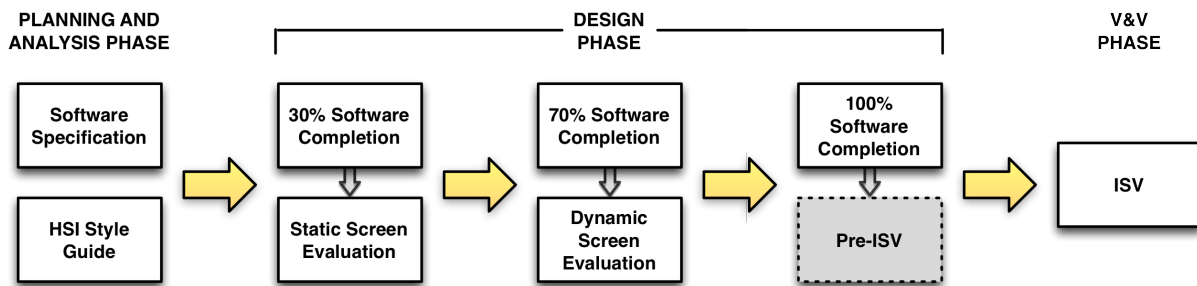 PLANNING AND
ANALYSIS PHASE
DESIGN
PHASE
V&V
PHASE
Software
Specification
HSI Style
Guide
30% Software
Completion
Static Screen
Evaluation
70% Software
Completion
Dynamic
Screen
Evaluation
100%
Software
Completion
Pre-ISV
ISV